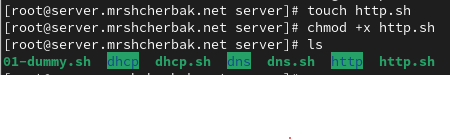 [root@server.mrshcherbak.net server]# touch http.sh
[root@server.mrshcherbak.net server]# chmod +x http.sh
[root@server.mrshcherbak.net server]# ls
01-dummy.sh dhcp dhcp.sh dns dns.sh http http.sh